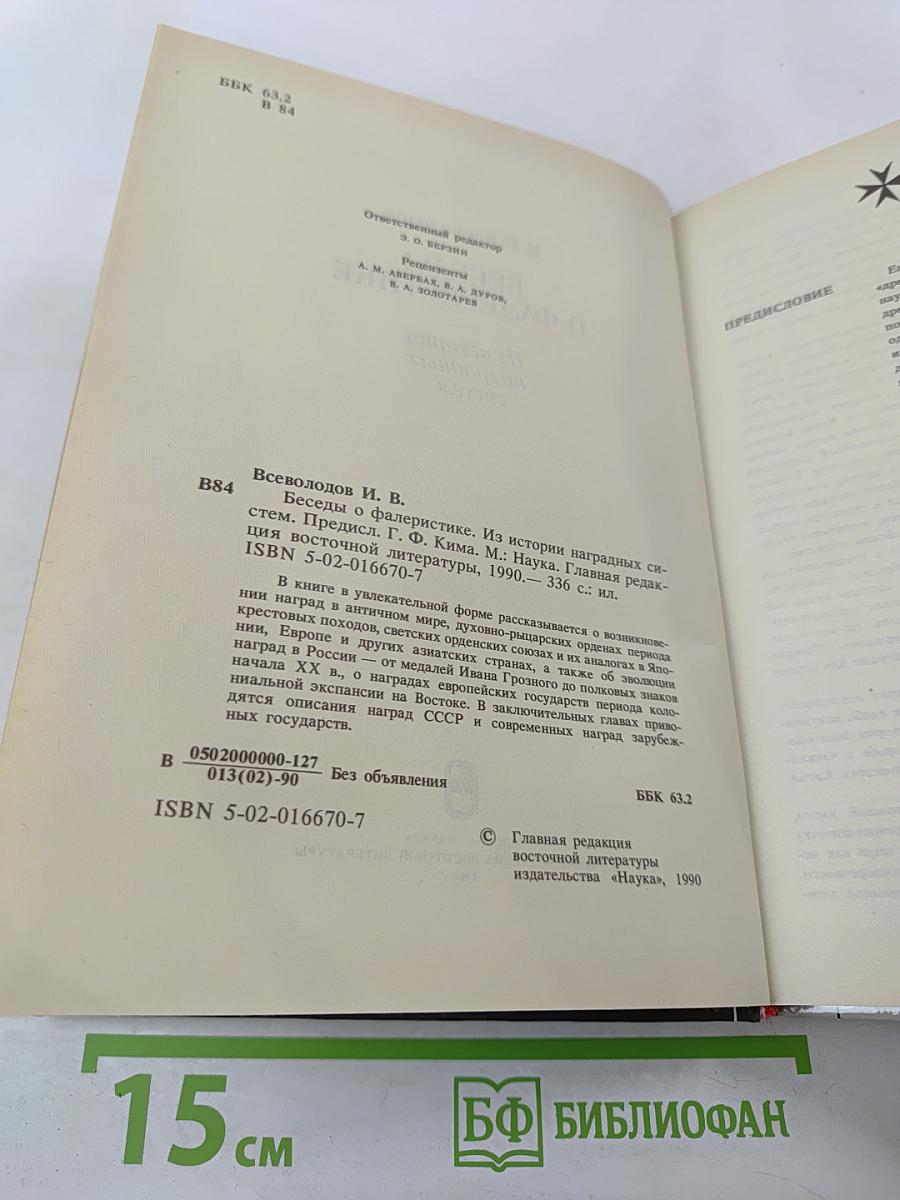 ББК 63.2
В 84
Ответственный редактор
Э. О. БЕРЗИН
Рецензенты
А. М. АВЕРБАХ, В. А. ДУРОВ,
В. А. ЗОЛОТАРЕВ
Всеволодов И. В.
В84 Беседы о фалеристике. Из истории наградных си-
стем. Предисл. Г. Ф. Кима. М.: Наука. Главная редак-
ция восточной литературы, 1990.— 336 с.: ил.
ISBN 5-02-016670-7
В книге в увлекательной форме рассказывается о возникнове-
нии наград в античном мире, духовно-рыцарских орденах периода
крестовых походов, светских орденских союзах и их аналогах в Япо-
нии, Европе и других азиатских странах, а также об эволюции
наград в России — от медалей Ивана Грозного до полковых знаков
начала XX в., о наградах европейских государств периода коло-
ниальной экспансии на Востоке. В заключительных главах приво-
дятся описания наград СССР и современных наград зарубеж-
ных государств.
В 0502000000-127
013(02)-90 Без объявления
ББК 63.2
ISBN 5-02-016670-7
© Главная редакция
восточной литературы
издательства «Наука», 1990
ПРЕДИСЛОВИЕ
15 см
БФ БИБЛИОФАН